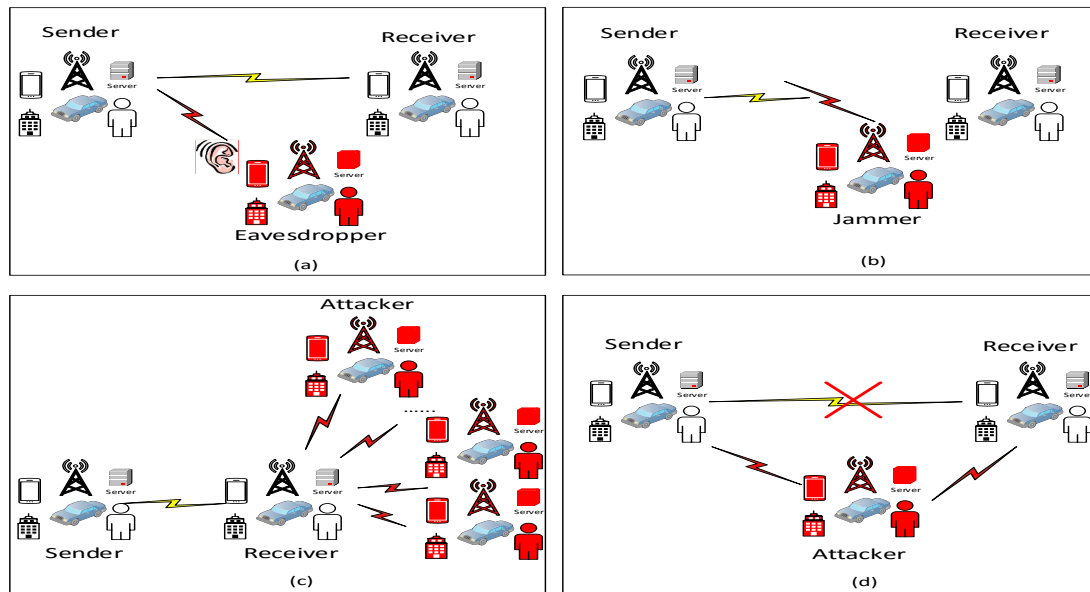 Sender
Receiver
Server
Server
Server
Eavesdropper
(a)
Sender
Receiver
Server
Server
Server
Jammer
(b)
Attacker
Server
Server
Server
Server
Server
Sender
Receiver
(c)
Sender
Receiver
Server
Server
Server
Attacker
(d)